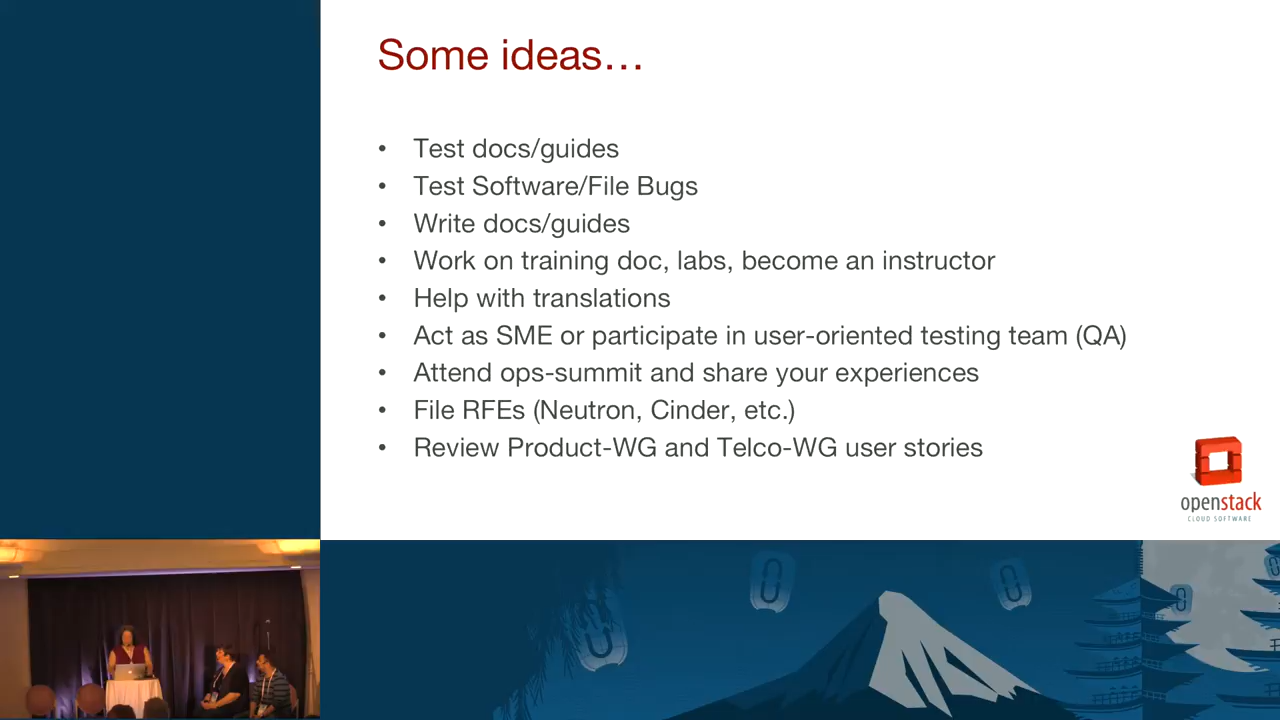 Some ideas…
• Test docs/guides
• Test Software/File Bugs
• Write docs/guides
• Work on training doc, labs, become an instructor
• Help with translations
• Act as SME or participate in user-oriented testing team (QA)
• Attend ops-summit and share your experiences
• File RFEs (Neutron, Cinder, etc.)
• Review Product-WG and Telco-WG user stories
openstack
CLOUD SOFTWARE